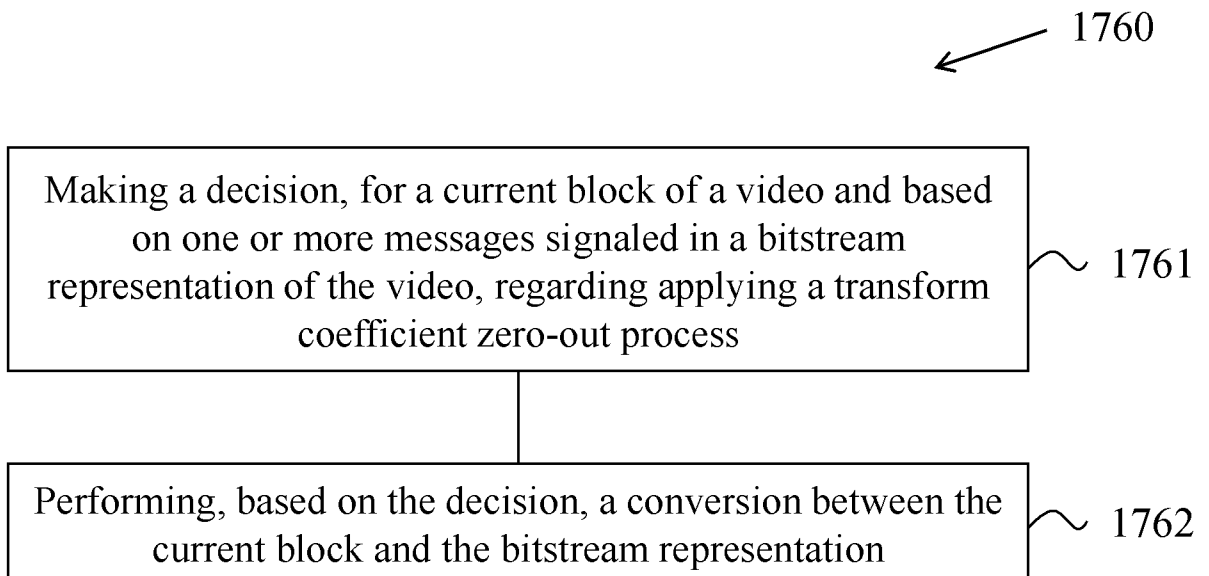 1760
Making a decision, for a current block of a video and based
on one or more messages signaled in a bitstream
representation of the video, regarding applying a transform
coefficient zero-out process
1761
Performing, based on the decision, a conversion between the
current block and the bitstream representation
1762